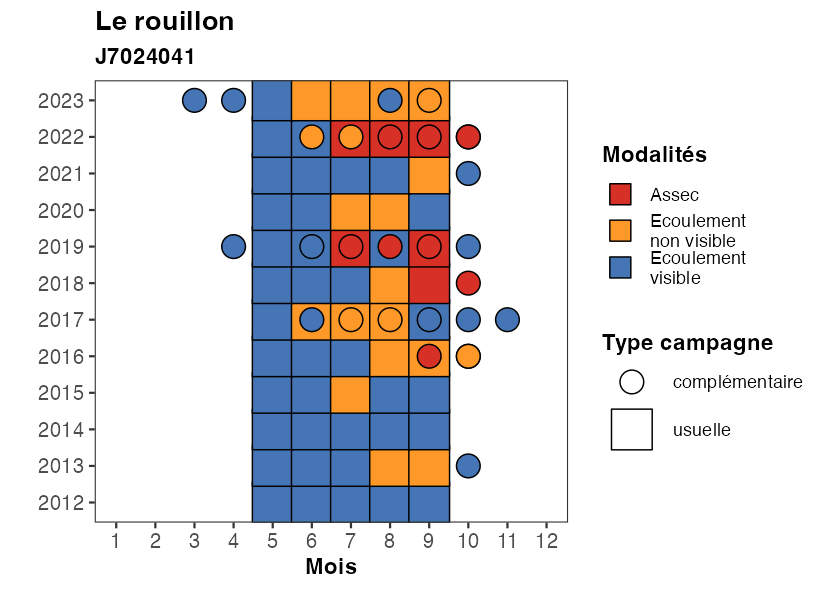 Le rouillon
J7024041
2023
2022
2021
2020
2019
2018
2017
2016
2015
2014
2013
2012
1 2 3 4 5 6 7 8 9 10 11 12
Mois
Modalités
Assec
Ecoulement
non visible
Ecoulement
visible
Type campagne
complémentaire
usuelle